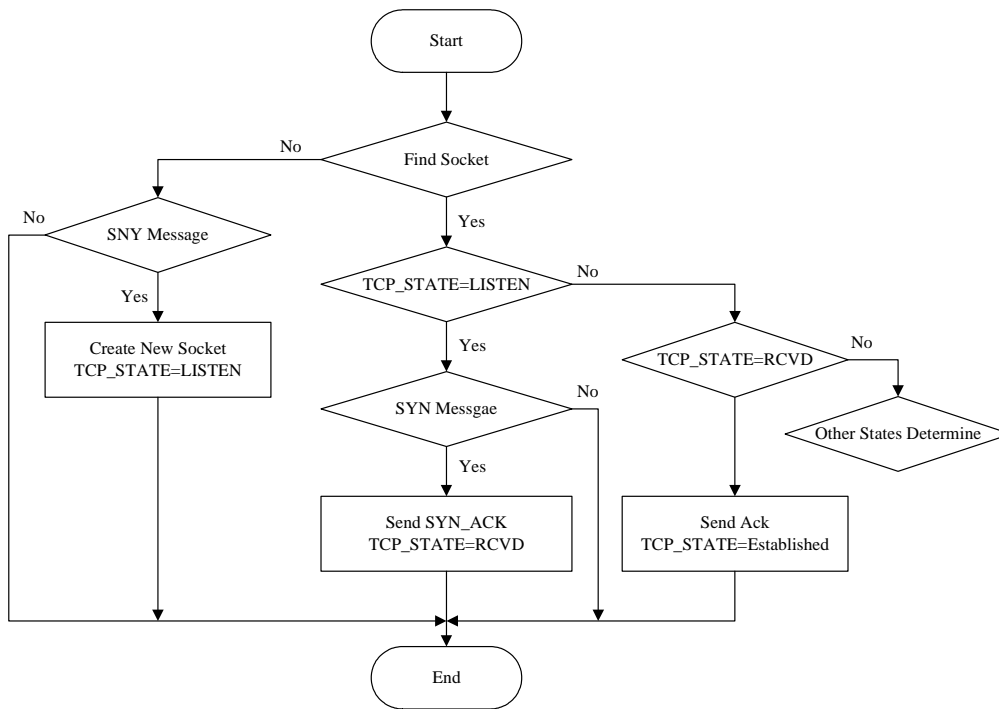 Start
Find Socket
No
Yes
SNY Message
No
Yes
Create New Socket
TCP_STATE=LISTEN
TCP_STATE=LISTEN
No
Yes
SYN Messgae
No
Yes
Send SYN_ACK
TCP_STATE=RCVD
TCP_STATE=RCVD
No
Other States Determine
Send Ack
TCP_STATE=Established
End